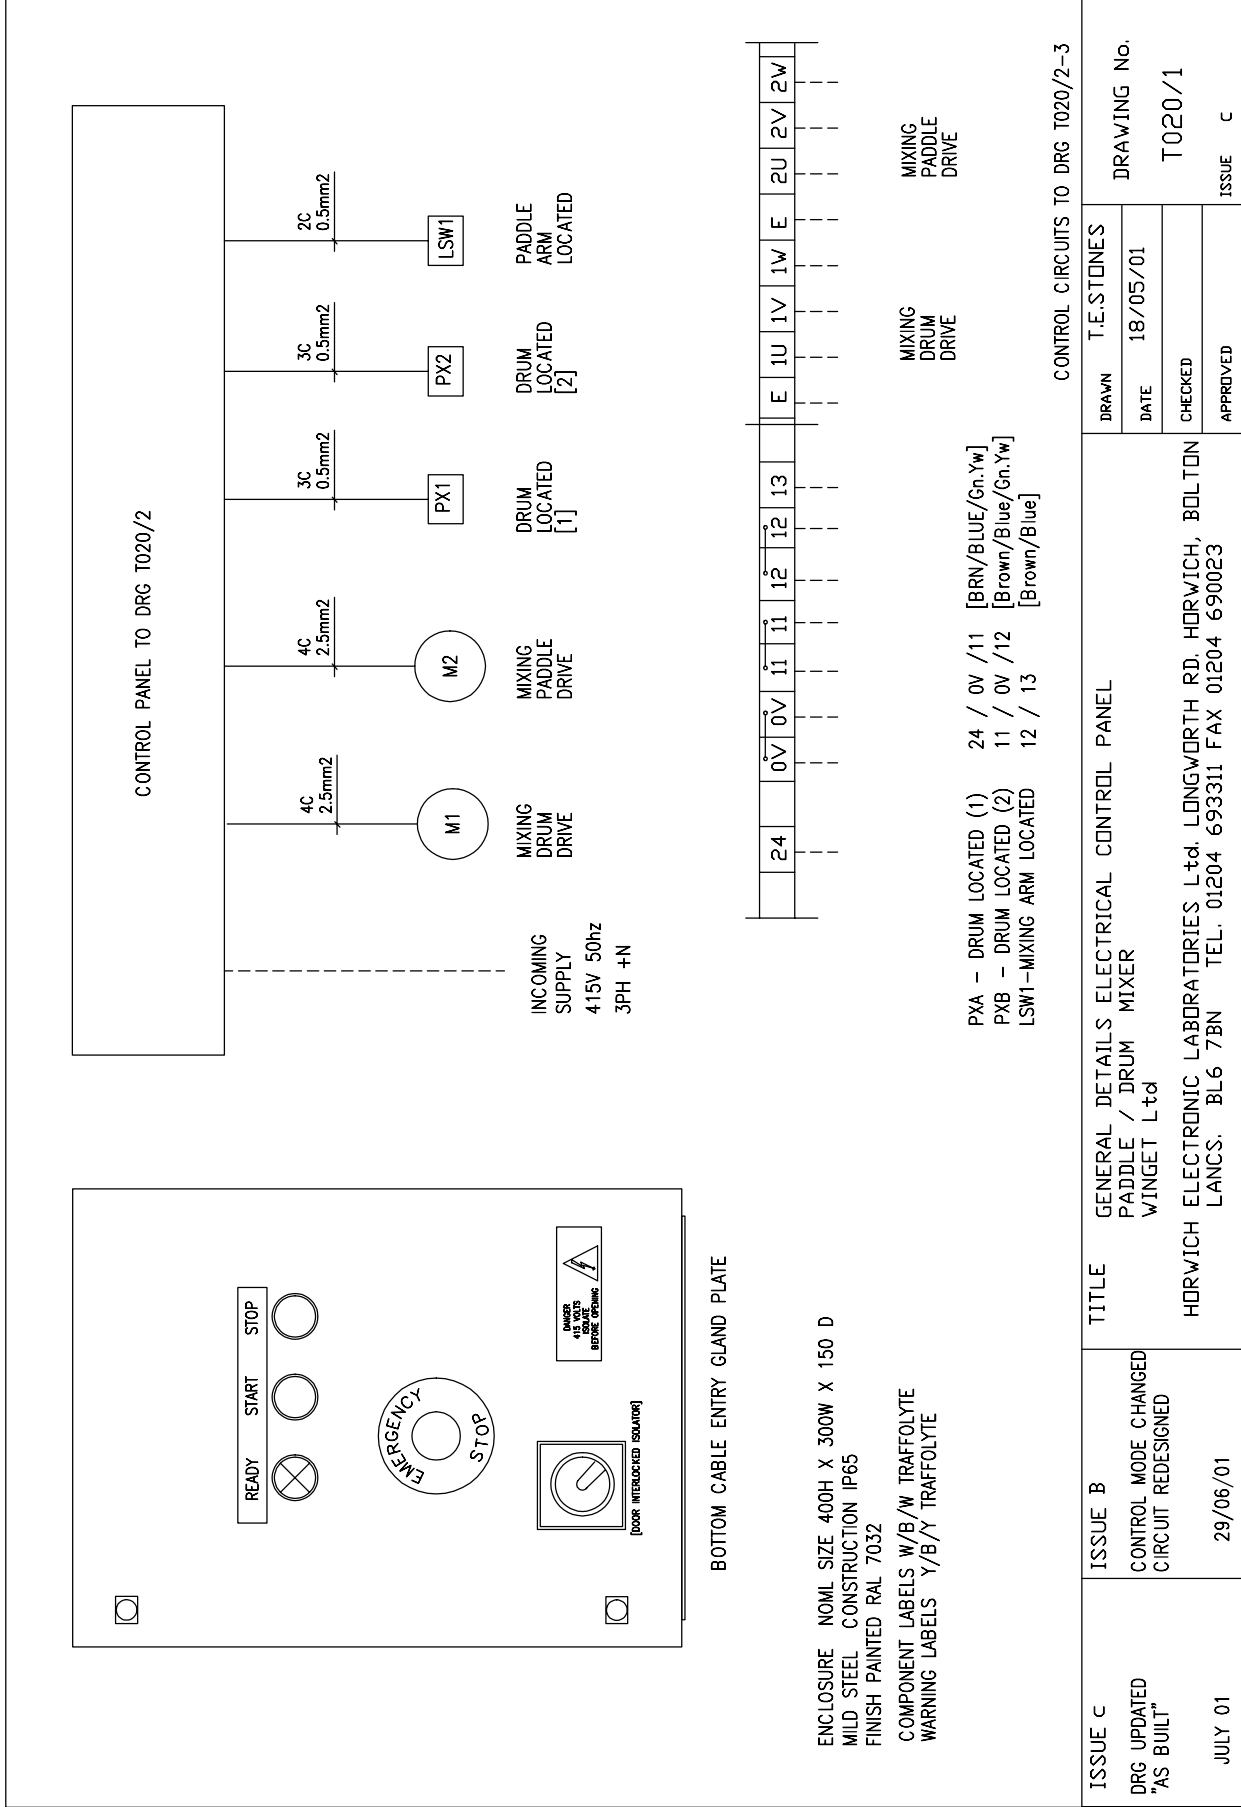 READY START STOP
EMERGENCY
STOP
[DOOR INTERLOCKED ISOLATOR]
DANGER
415 VOLTS
ISOLATE
BEFORE OPENING
BOTTOM CABLE ENTRY GLAND PLATE
ENCLOSURE NOML SIZE 400H X 300W X 150 D
MILD STEEL CONSTRUCTION IP65
FINISH PAINTED RAL 7032
COMPONENT LABELS W/B/W TRAFFOLYTE
WARNING LABELS Y/B/Y TRAFFOLYTE
CONTROL PANEL TO DRG T020/2
INCOMING
SUPPLY
415V 50hz
3PH +N
4C
2.5mm2
M1
MIXING
DRUM
DRIVE
4C
2.5mm2
M2
MIXING
PADDLE
DRIVE
3C
0.5mm2
PX1
DRUM
LOCATED
[1]
3C
0.5mm2
PX2
DRUM
LOCATED
[2]
2C
0.5mm2
LSW1
PADDLE
ARM
LOCATED
24 0V 0V 11 11 12 12 13 E 1U 1V 1W E 2U 2V 2W
MIXING
DRUM
DRIVE
MIXING
PADDLE
DRIVE
PXA - DRUM LOCATED (1) 24 / 0V /11 [BRN/BLUE/Gn.Yw]
PXB - DRUM LOCATED (2) 11 / 0V /12 [Brown/Blue/Gn.Yw]
LSW1-MIXING ARM LOCATED 12 / 13 [Brown/Blue]
CONTROL CIRCUITS TO DRG T020/2-3
ISSUE C
DRG UPDATED
"AS BUILT"
JULY 01
ISSUE B
CONTROL MODE CHANGED
CIRCUIT REDESIGNED
29/06/01
TITLE GENERAL DETAILS ELECTRICAL CONTROL PANEL
PADDLE / DRUM MIXER
WINGET Ltd
HORWICH ELECTRONIC LABORATORIES Ltd. LONGWORTH RD. HORWICH, BOLTON
LANCS. BL6 7BN TEL. 01204 693311 FAX 01204 690023
DRAWN T.E.STONES
DATE 18/05/01
CHECKED
APPROVED
DRAWING No.
T020/1
ISSUE C